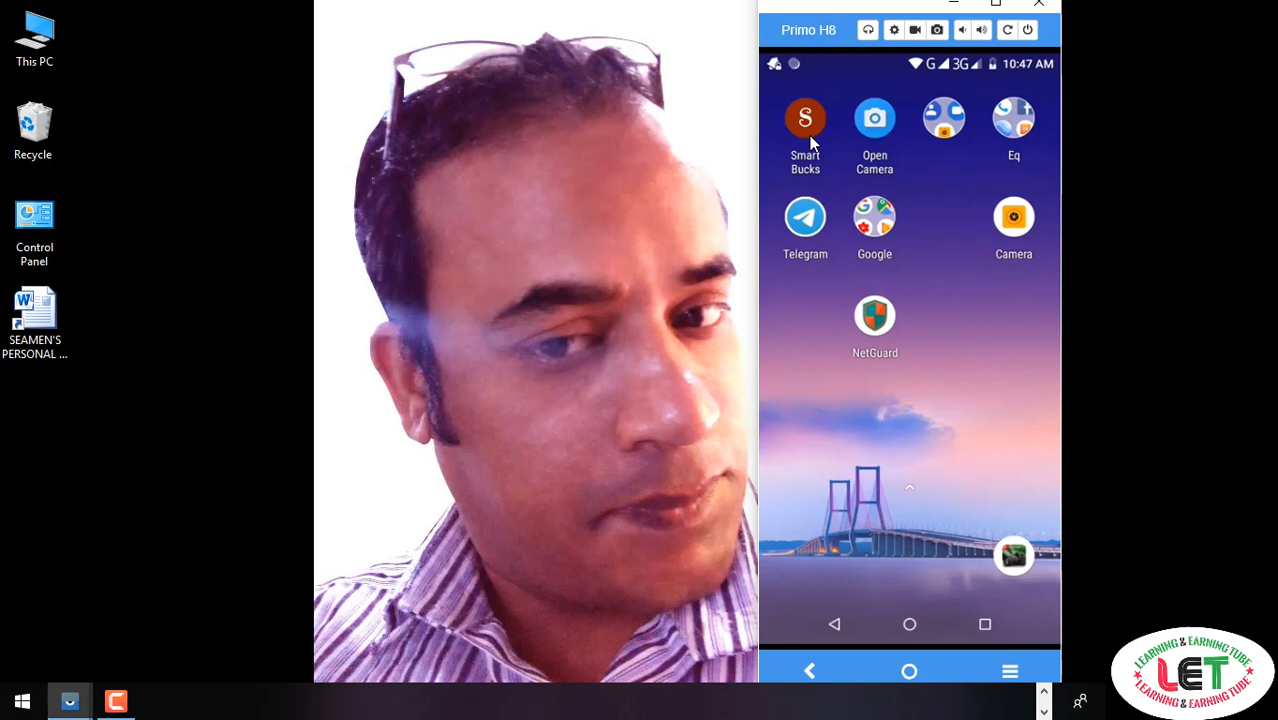 This PC
Recycle
Control
Panel
W
SEAMEN'S
PERSONAL ...
Primo H8
G
3G
10:47 AM
S
Smart
Bucks
Open
Camera
Eq
Telegram
Google
Camera
NetGuard
LEARNING & EARNING TUBE
LET
LEARNING & EARNING TUBE